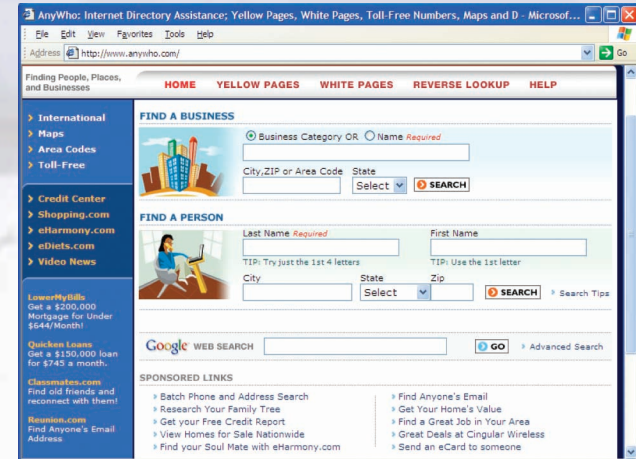 AnyWho: Internet Directory Assistance; Yellow Pages, White Pages, Toll-Free Numbers, Maps and D - Microsof...
File Edit View Favorites Tools Help
Address http://www.anywho.com/ Go
Finding People, Places,
and Businesses
HOME YELLOW PAGES WHITE PAGES REVERSE LOOKUP HELP
International
Maps
Area Codes
Toll-Free
Credit Center
Shopping.com
eHarmony.com
eDiets.com
Video News
LowerMyBills
Get a $200,000
Mortgage for Under
$644/Month!
Quicken Loans
Get a $150,000 loan
for $745 a month.
Classmates.com
Find old friends and
reconnect with them!
Reunion.com
Find Anyone's Email
Address
FIND A BUSINESS
Business Category OR Name Required
City,ZIP or Area Code State
Select SEARCH
FIND A PERSON
Last Name Required First Name
TIP: Try just the 1st 4 letters TIP: Use the 1st letter
City State Zip
Select SEARCH Search Tips
Google WEB SEARCH GO Advanced Search
SPONSORED LINKS
Batch Phone and Address Search
Research Your Family Tree
Get your Free Credit Report
View Homes for Sale Nationwide
Find your Soul Mate with eHarmony.com
Find Anyone's Email
Get Your Home's Value
Find a Great Job in Your Area
Great Deals at Cingular Wireless
Send an eCard to someone